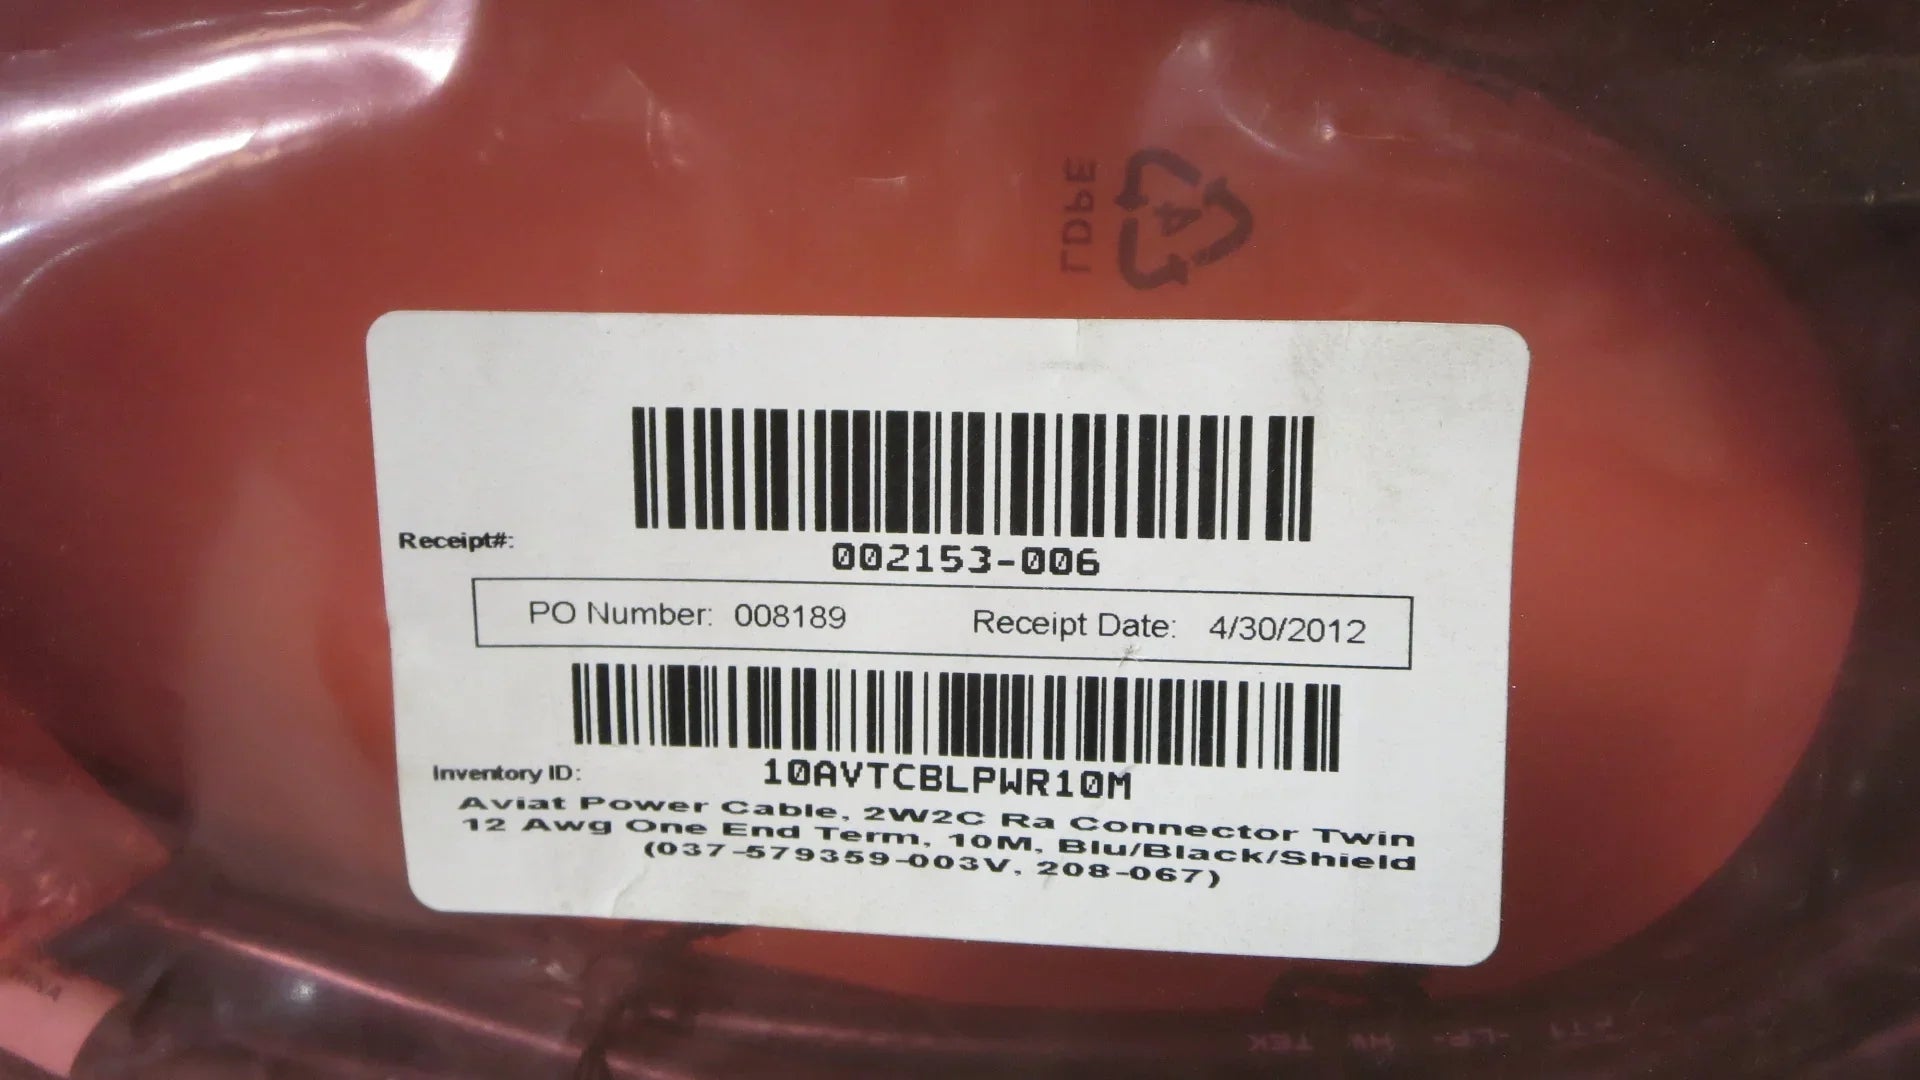 LDPE
4
002153-006
Receipt#:
PO Number: 008189 Receipt Date: 4/30/2012
10AVTCBLPWR10M
Inventory ID:
Aviat Power Cable, 2W2C Ra Connector Twin
12 Awg One End Term, 10M, Blu/Black/Shield
(037-579359-003V, 208-067)